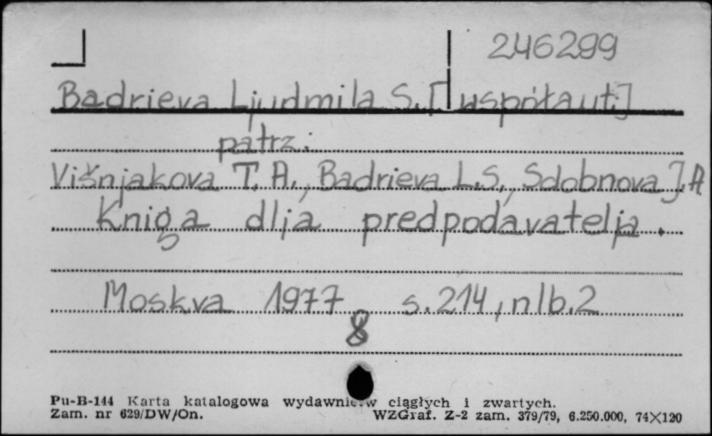 246299
Badrieva Ljudmila S. [współaut.]
patrz:
Višnjakova T. A., Badrieva L.S., Sdobnova J.A
Kniga dlja predpodavatelja.
Moskva 1977 s. 214, nlb. 2
8
Pu-B-144 Karta katalogowa wydawnictw ciągłych i zwartych.
Zam. nr 629/DW/On. WZGraf. Z-2 zam. 379/79, 6.250.000, 74×120